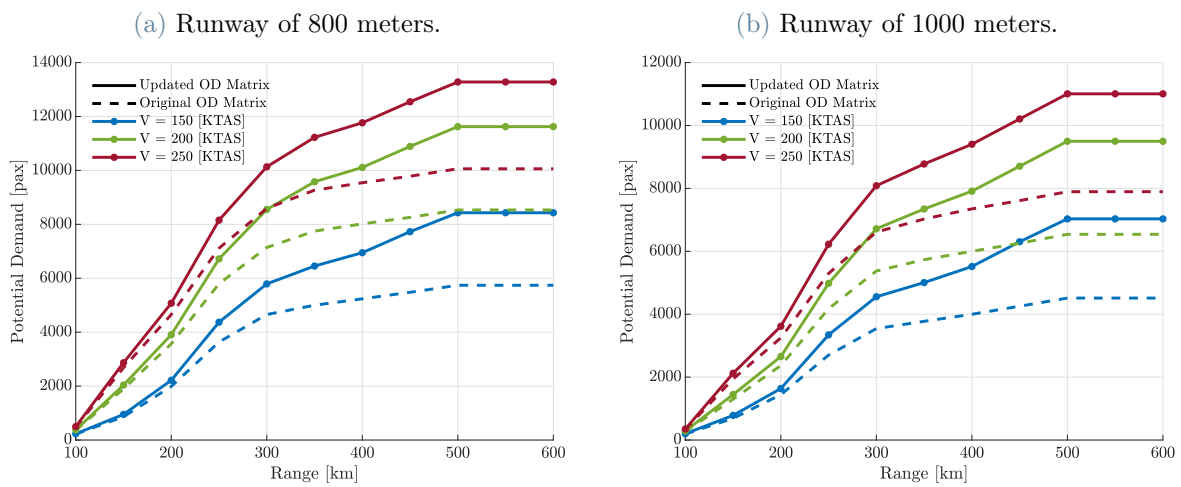 (a) Runway of 800 meters.
14000
12000
10000
8000
6000
4000
2000
0
Potential Demand [pax]
Updated OD Matrix
Original OD Matrix
V = 150 [KTAS]
V = 200 [KTAS]
V = 250 [KTAS]
100 200 300 400 500 600
Range [km]
(b) Runway of 1000 meters.
12000
10000
8000
6000
4000
2000
0
Potential Demand [pax]
Updated OD Matrix
Original OD Matrix
V = 150 [KTAS]
V = 200 [KTAS]
V = 250 [KTAS]
100 200 300 400 500 600
Range [km]